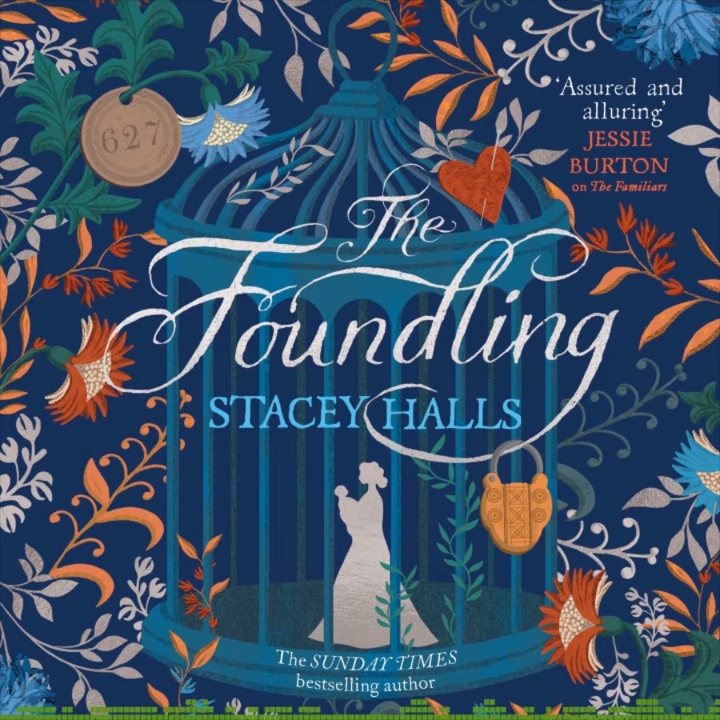 627
'Assured and
alluring'
JESSIE
BURTON
on The Familiars
The
Foundling
STACEY HALLS
The SUNDAY TIMES
bestselling author